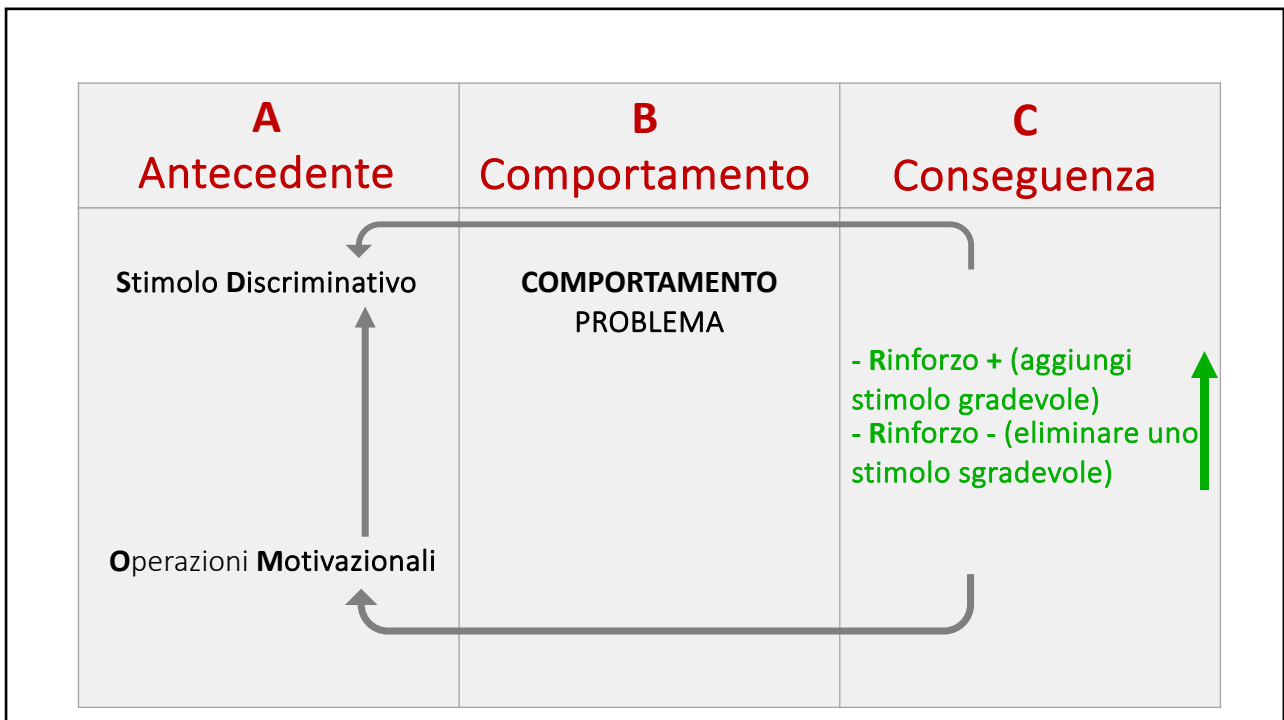 A
Antecedente
B
Comportamento
C
Conseguenza
Stimolo Discriminativo
Operazioni Motivazionali
COMPORTAMENTO
PROBLEMA
- Rinforzo + (aggiungi
stimolo gradevole)
- Rinforzo - (eliminare uno
stimolo sgradevole)